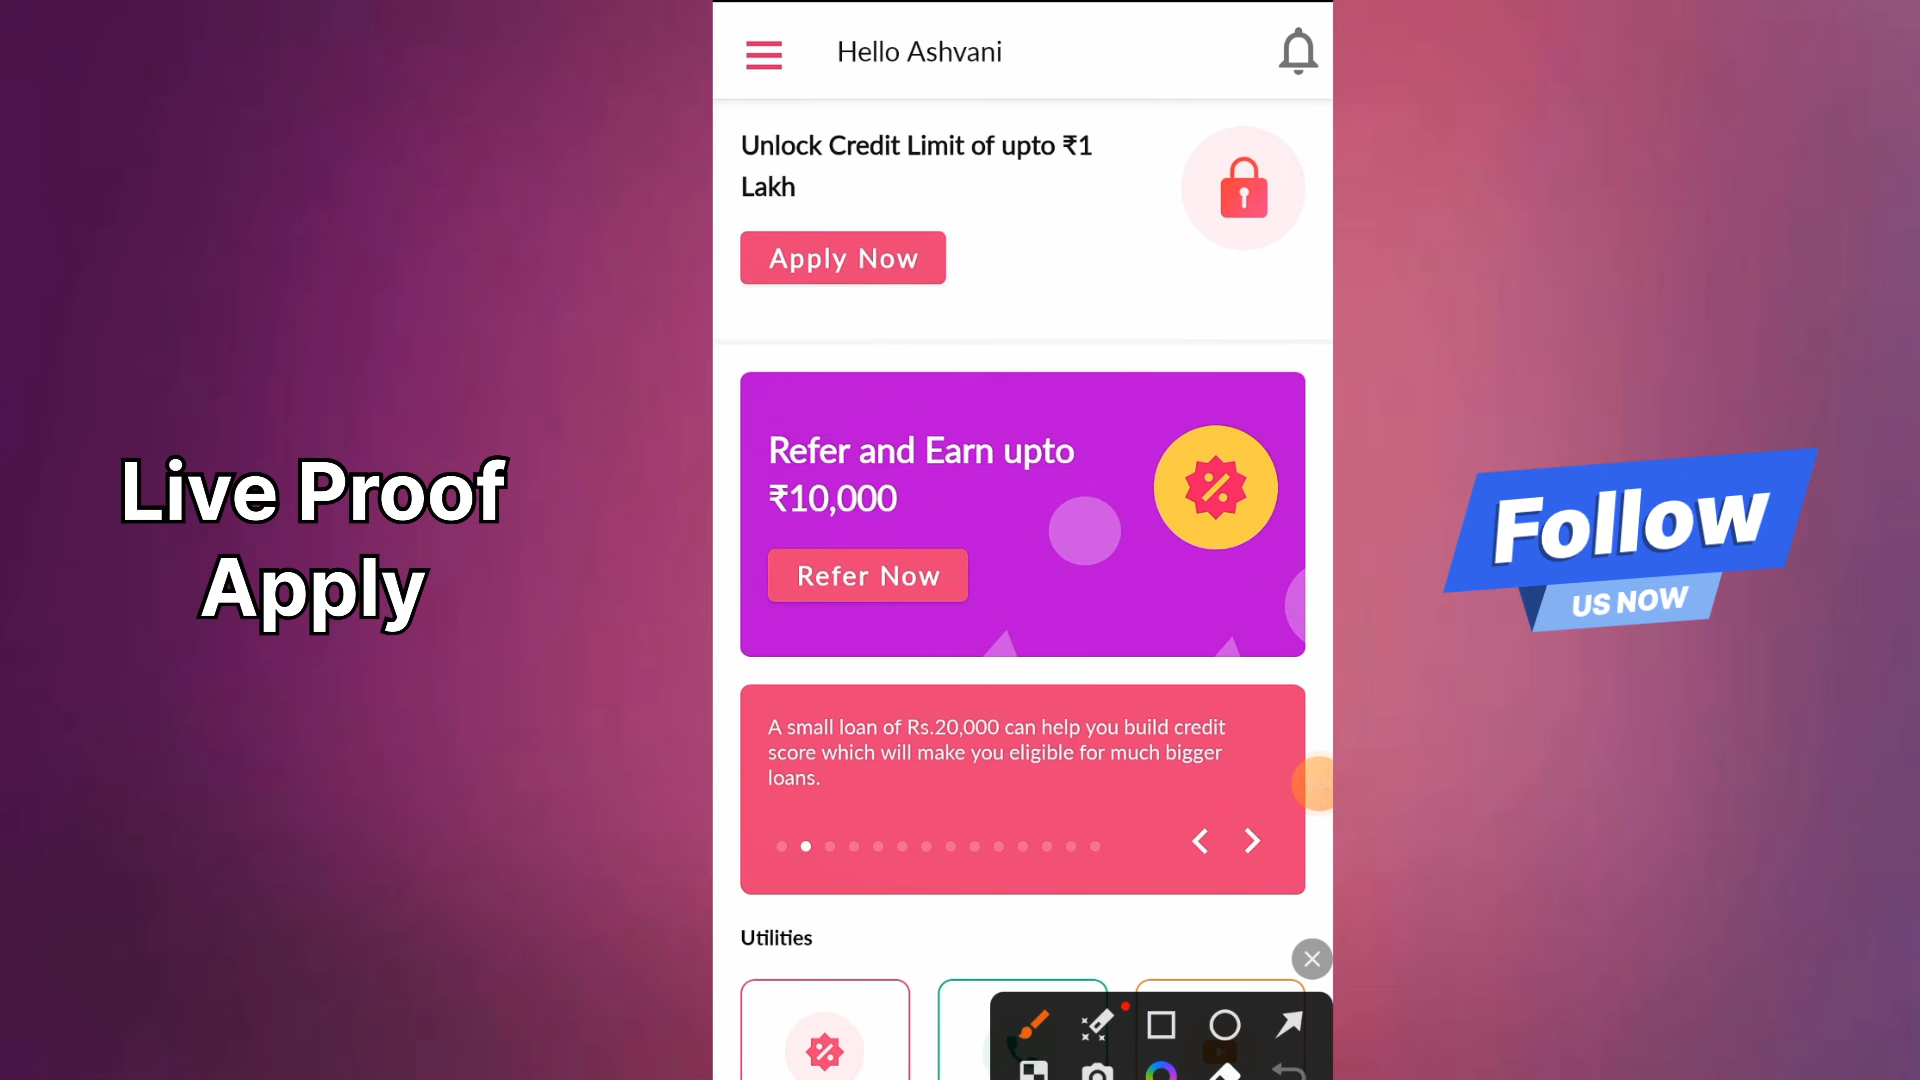 Hello Ashvani
Unlock Credit Limit of upto ₹1
Lakh
Apply Now
Refer and Earn upto
₹10,000
Refer Now
A small loan of Rs.20,000 can help you build credit
score which will make you eligible for much bigger
loans.
Utilities
Live Proof
Apply
Follow
US NOW